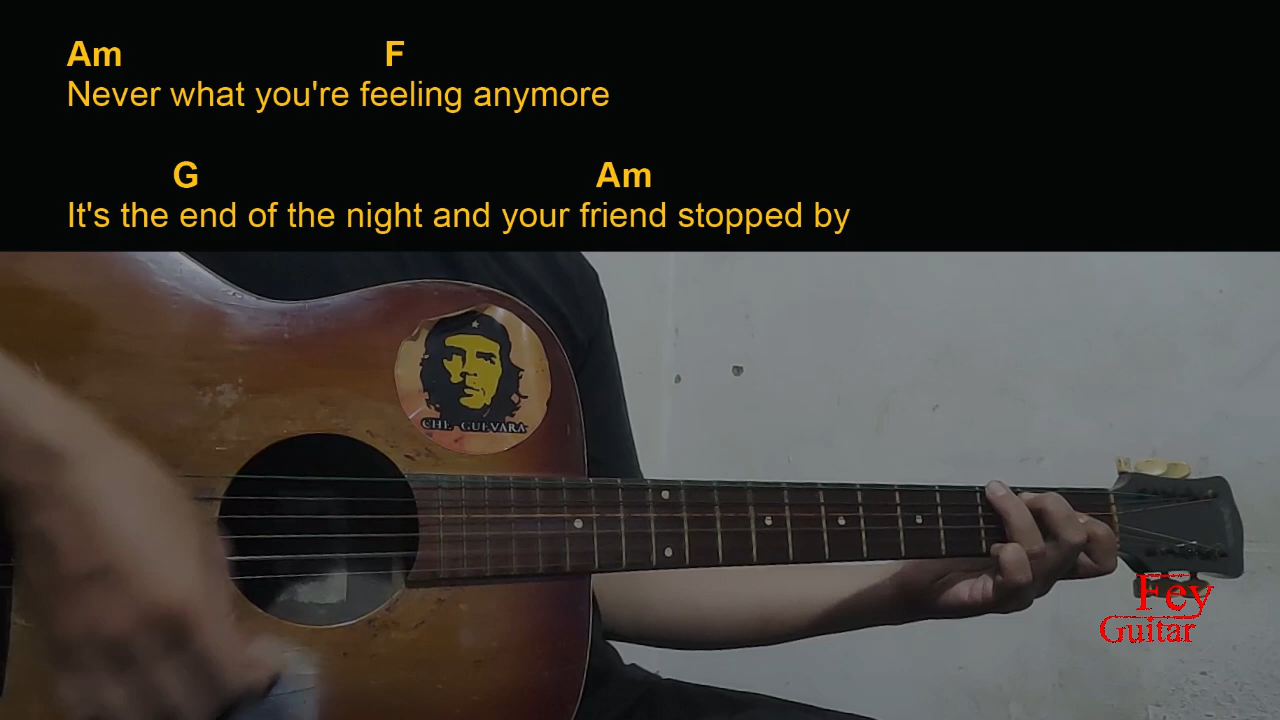 Am F
Never what you're feeling anymore
G Am
It's the end of the night and your friend stopped by
CHE GUEVARA
Fey
Guitar